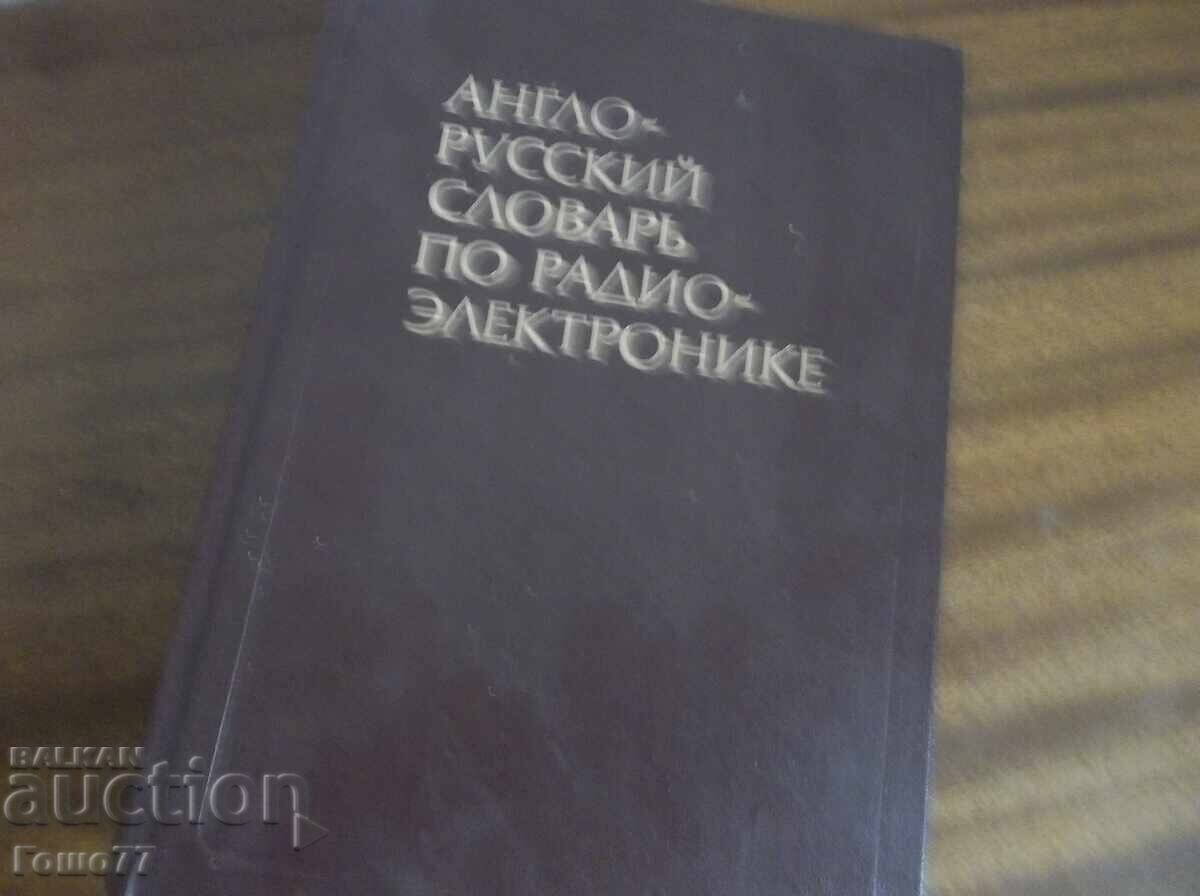 АНГЛО-
РУССКИЙ
СЛОВАРЬ
ПО РАДИО-
ЭЛЕКТРОНИКЕ
BALKAN
auction
Гошо77